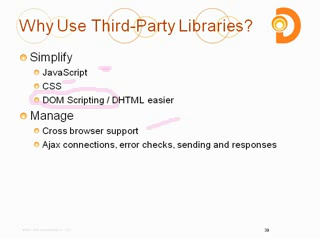 Why Use Third-Party Libraries?
Simplify
JavaScript
CSS
DOM Scripting / DHTML easier
Manage
Cross browser support
Ajax connections, error checks, sending and responses
39